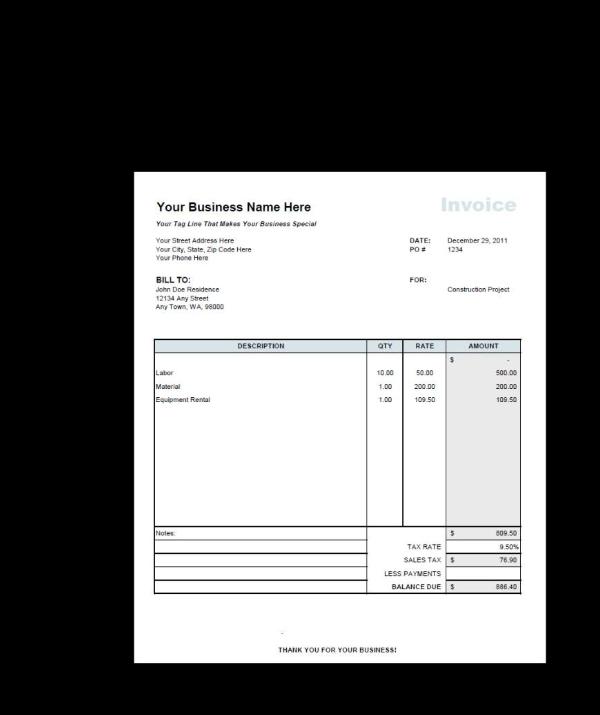 Your Business Name Here
Invoice
Your Tag Line That Makes Your Business Special
Your Street Address Here
DATE: December 29, 2011
Your City, State, Zip Code Here
PO # 1234
Your Phone Here
BILL TO:
FOR:
John Doe Residence
Construction Project
12134 Any Street
Any Town, WA, 98000
DESCRIPTION QTY RATE AMOUNT
$ -
Labor 10.00 50.00 500.00
Material 1.00 200.00 200.00
Equipment Rental 1.00 109.50 109.50
Notes: $ 809.50
TAX RATE 9.50%
SALES TAX $ 76.90
LESS PAYMENTS
BALANCE DUE $ 886.40
-
THANK YOU FOR YOUR BUSINESS!